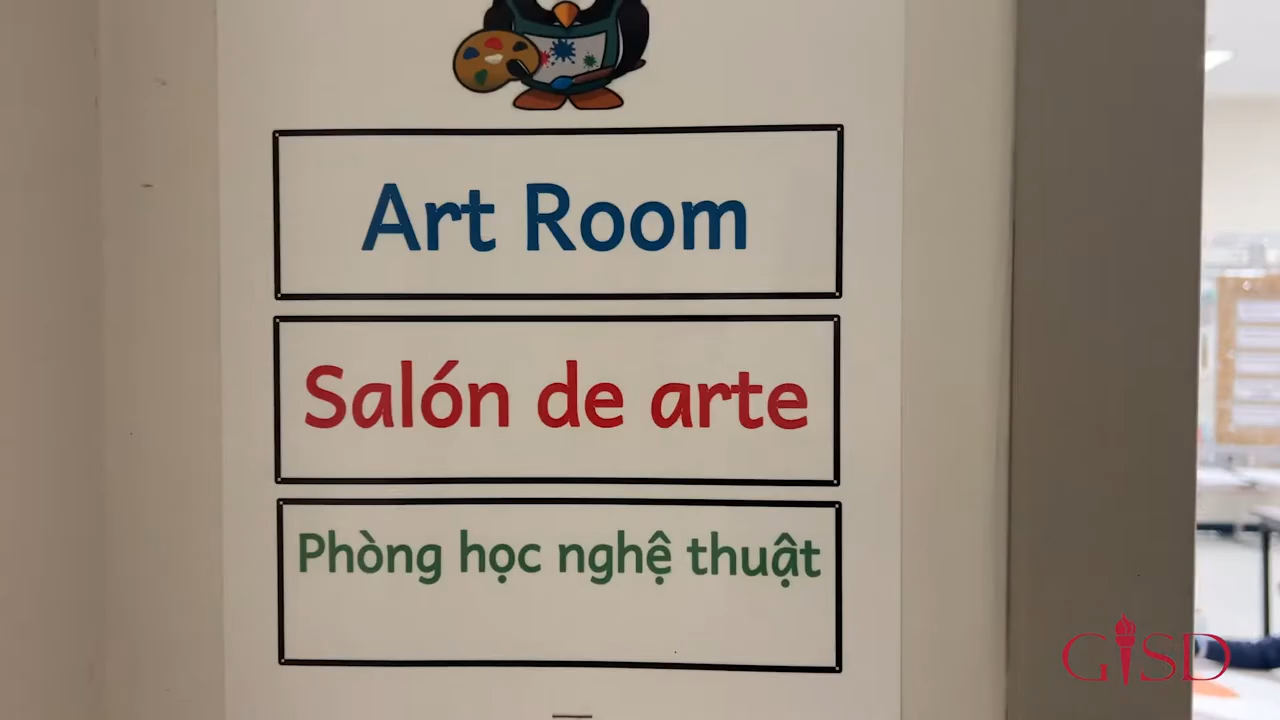 Art Room
Salón de arte
Phòng học nghệ thuật
GISD